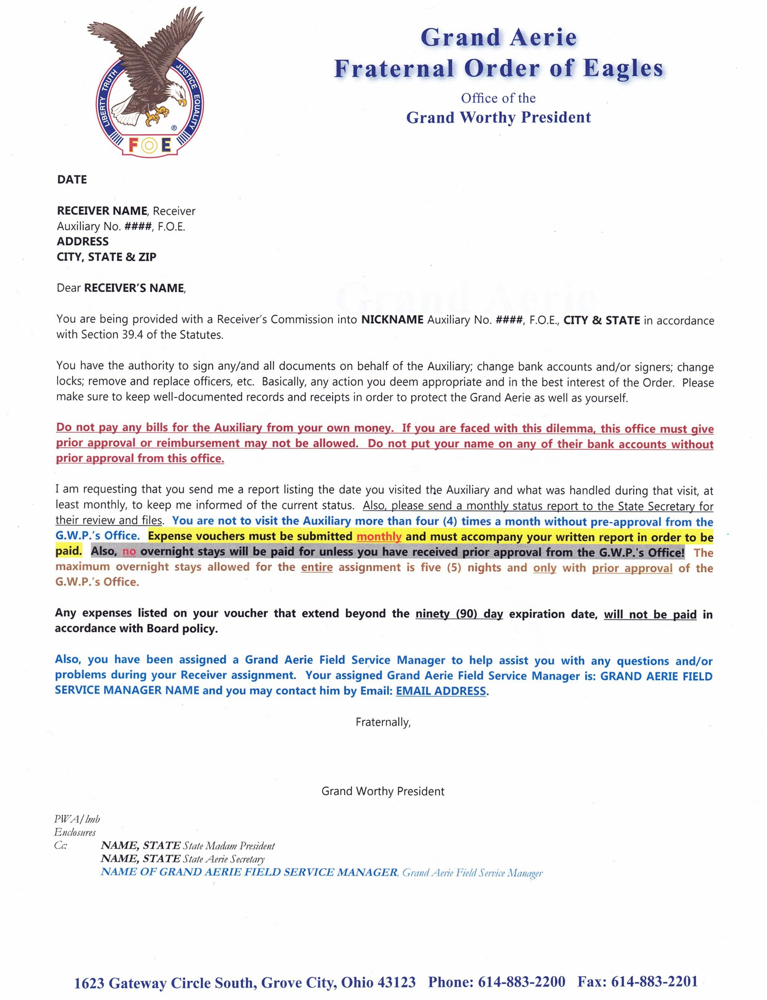 LIBERTY TRUTH JUSTICE EQUALITY
®
F O E
Grand Aerie
Fraternal Order of Eagles
Office of the
Grand Worthy President
DATE
RECEIVER NAME, Receiver
Auxiliary No. ####, F.O.E.
ADDRESS
CITY, STATE & ZIP
Dear RECEIVER'S NAME,
Grand Aerie
You are being provided with a Receiver's Commission into NICKNAME Auxiliary No. ####, F.O.E., CITY & STATE in accordance
with Section 39.4 of the Statutes.
You have the authority to sign any/and all documents on behalf of the Auxiliary; change bank accounts and/or signers; change
locks; remove and replace officers, etc. Basically, any action you deem appropriate and in the best interest of the Order. Please
make sure to keep well-documented records and receipts in order to protect the Grand Aerie as well as yourself.
Do not pay any bills for the Auxiliary from your own money. If you are faced with this dilemma, this office must give
prior approval or reimbursement may not be allowed. Do not put your name on any of their bank accounts without
prior approval from this office.
I am requesting that you send me a report listing the date you visited the Auxiliary and what was handled during that visit, at
least monthly, to keep me informed of the current status. Also, please send a monthly status report to the State Secretary for
their review and files. You are not to visit the Auxiliary more than four (4) times a month without pre-approval from the
G.W.P.'s Office. Expense vouchers must be submitted monthly and must accompany your written report in order to be
paid. Also, no overnight stays will be paid for unless you have received prior approval from the G.W.P.'s Office! The
maximum overnight stays allowed for the entire assignment is five (5) nights and only with prior approval of the
G.W.P.'s Office.
Any expenses listed on your voucher that extend beyond the ninety (90) day expiration date, will not be paid in
accordance with Board policy.
Also, you have been assigned a Grand Aerie Field Service Manager to help assist you with any questions and/or
problems during your Receiver assignment. Your assigned Grand Aerie Field Service Manager is: GRAND AERIE FIELD
SERVICE MANAGER NAME and you may contact him by Email: EMAIL ADDRESS.
Fraternally,
Grand Worthy President
PWA/lmb
Enclosures
Cc: NAME, STATE State Madam President
NAME, STATE State Aerie Secretary
NAME OF GRAND AERIE FIELD SERVICE MANAGER, Grand Aerie Field Service Manager
1623 Gateway Circle South, Grove City, Ohio 43123 Phone: 614-883-2200 Fax: 614-883-2201